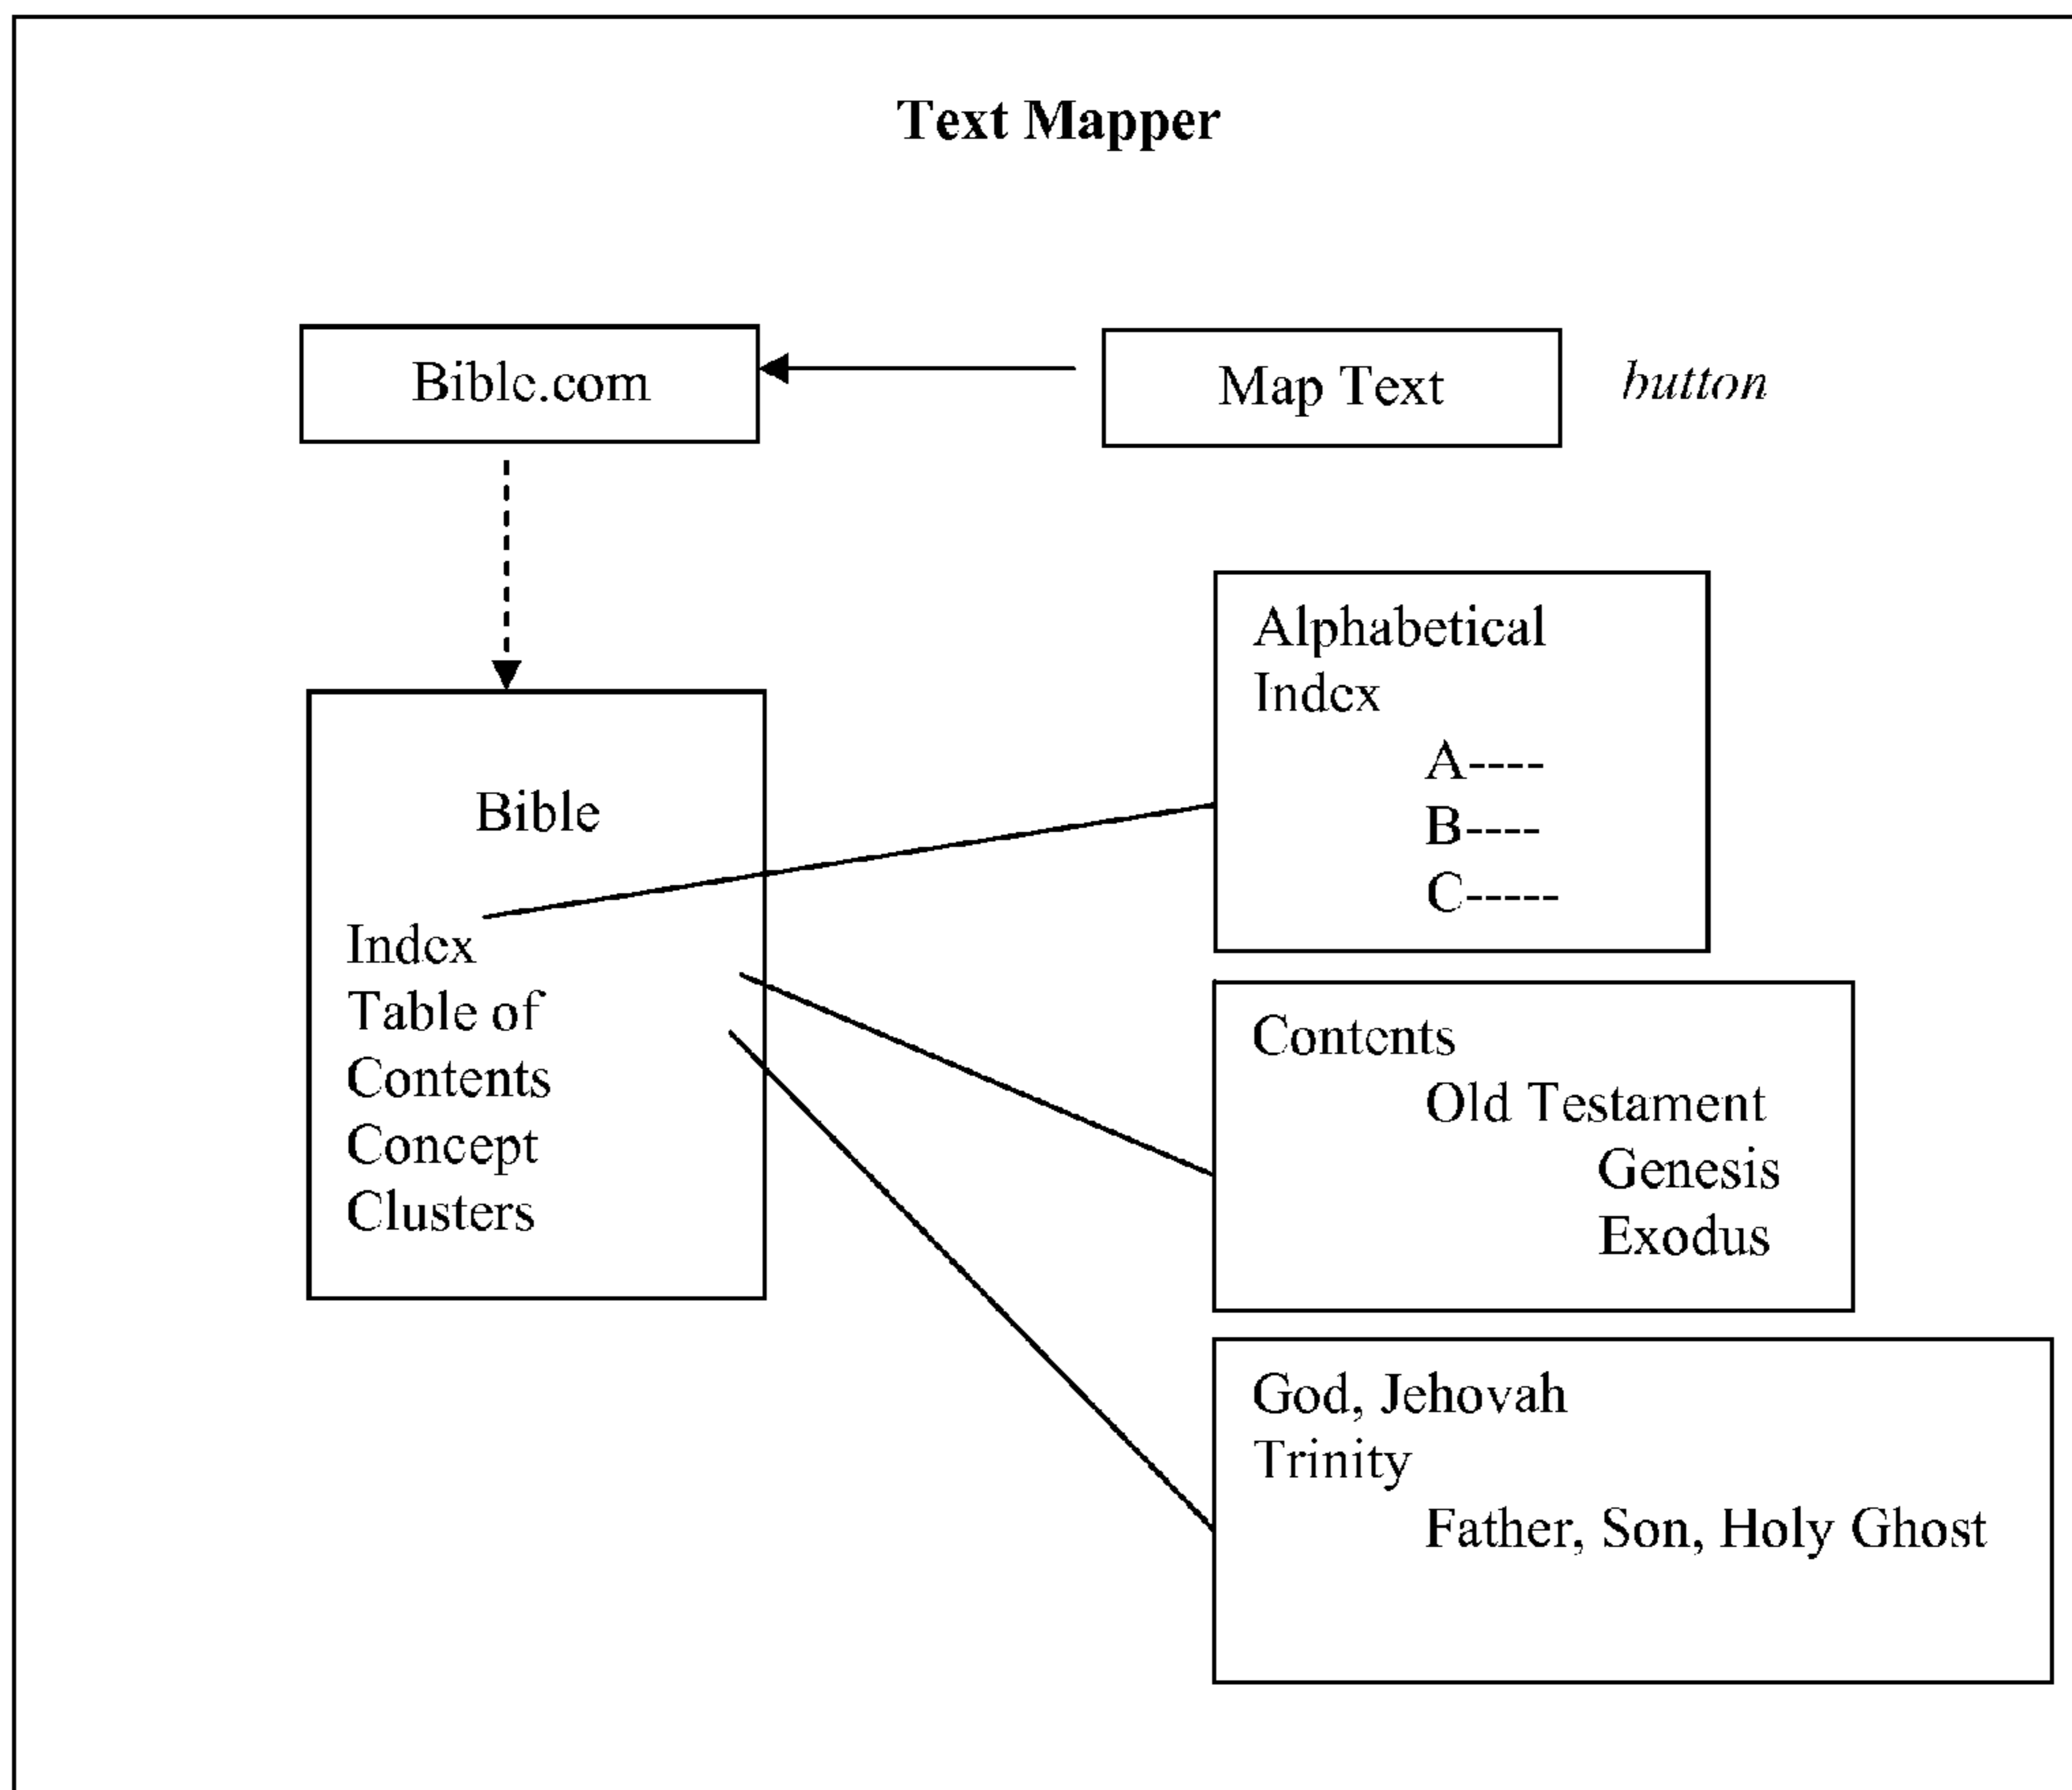 Text Mapper
Bible.com
Map Text
button
Bible
Index
Table of
Contents
Concept
Clusters
Alphabetical
Index
A----
B----
C-----
Contents
Old Testament
Genesis
Exodus
God, Jehovah
Trinity
Father, Son, Holy Ghost